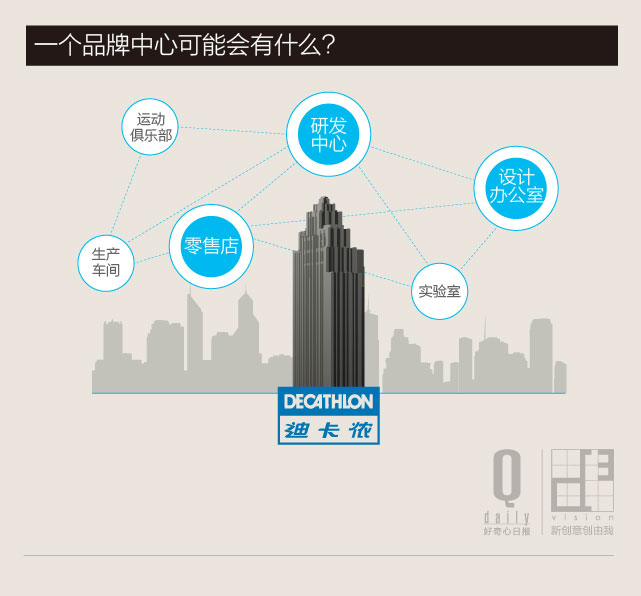 一个品牌中心可能会有什么?
运动
俱乐部
研发
中心
设计
办公室
零售店
生产
车间
实验室
DECATHLON
迪卡侬
Q
daily
好奇心日报
vision
新创意创由我